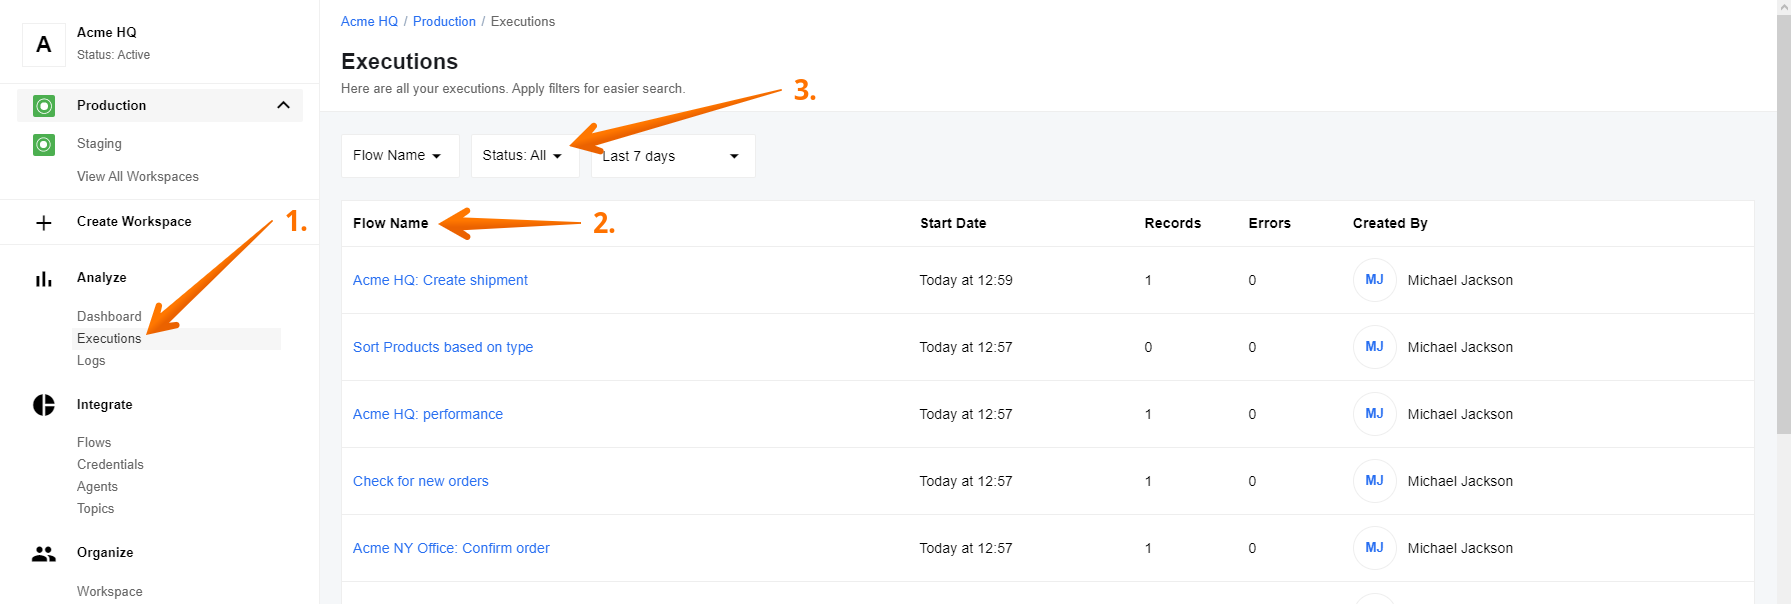 A
Acme HQ
Status: Active
Production
Staging
View All Workspaces
Create Workspace
1.
Analyze
Dashboard
Executions
Logs
Integrate
Flows
Credentials
Agents
Topics
Organize
Workspace
Acme HQ / Production / Executions
Executions
Here are all your executions. Apply filters for easier search.
3.
Flow Name Status: All Last 7 days
Flow Name 2. Start Date Records Errors Created By
Acme HQ: Create shipment Today at 12:59 1 0 MJ Michael Jackson
Sort Products based on type Today at 12:57 0 0 MJ Michael Jackson
Acme HQ: performance Today at 12:57 1 0 MJ Michael Jackson
Check for new orders Today at 12:57 1 0 MJ Michael Jackson
Acme NY Office: Confirm order Today at 12:57 1 0 MJ Michael Jackson